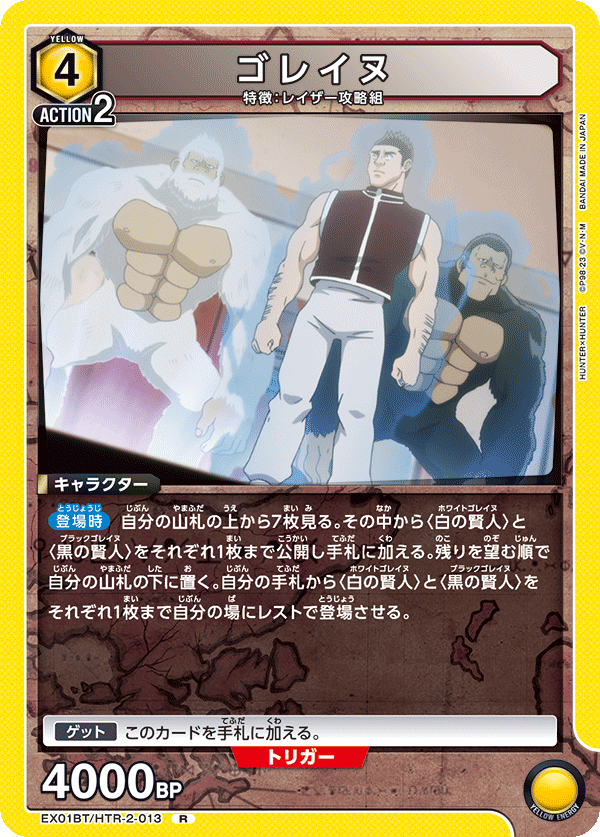 YELLOW
4
ACTION2
ゴレイヌ
特徴:レイザー攻略組
HUNTER×HUNTER ©P98-23 ©V·N·M BANDAI MADE IN JAPAN
キャラクター
登場時 自分の山札の上から7枚見る。その中から〈白の賢人〉と
〈黒の賢人〉をそれぞれ1枚まで公開し手札に加える。残りを望む順で
自分の山札の下に置く。自分の手札から〈白の賢人〉と〈黒の賢人〉を
それぞれ1枚まで自分の場にレストで登場させる。
ゲット このカードを手札に加える。
トリガー
4000BP
YELLOW ENERGY
EX01BT/HTR-2-013 R